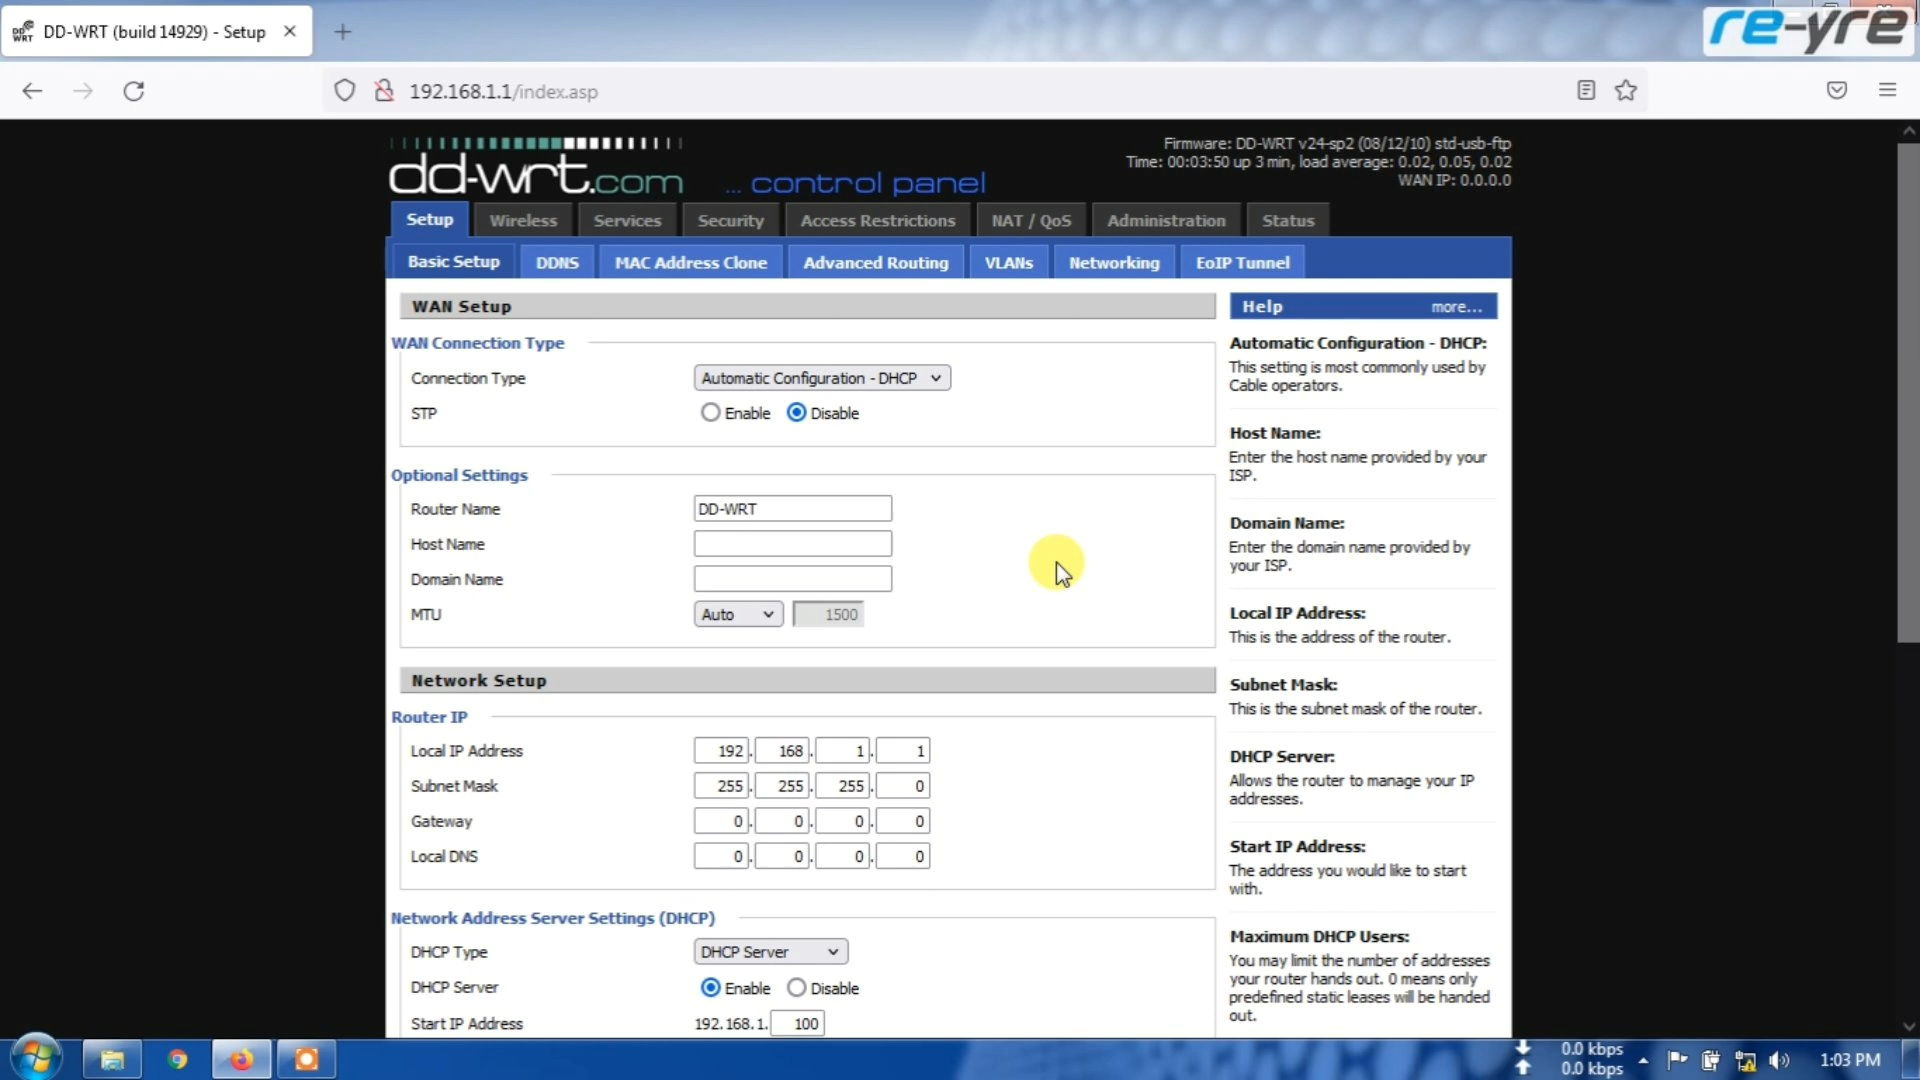 DD-WRT (build 14929) - Setup
re-yre
192.168.1.1/index.asp
dd-wrt.com ... control panel
Firmware: DD-WRT v24-sp2 (08/12/10) std-usb-ftp
Time: 00:03:50 up 3 min, load average: 0.02, 0.05, 0.02
WAN IP: 0.0.0.0
Setup Wireless Services Security Access Restrictions NAT / QoS Administration Status
Basic Setup DDNS MAC Address Clone Advanced Routing VLANs Networking EoIP Tunnel
WAN Setup
WAN Connection Type
Connection Type Automatic Configuration - DHCP
STP Enable Disable
Optional Settings
Router Name DD-WRT
Host Name
Domain Name
MTU Auto 1500
Network Setup
Router IP
Local IP Address 192. 168. 1. 1
Subnet Mask 255. 255. 255. 0
Gateway 0. 0. 0. 0
Local DNS 0. 0. 0. 0
Network Address Server Settings (DHCP)
DHCP Type DHCP Server
DHCP Server Enable Disable
Start IP Address 192.168.1. 100
Help more...
Automatic Configuration - DHCP:
This setting is most commonly used by
Cable operators.
Host Name:
Enter the host name provided by your
ISP.
Domain Name:
Enter the domain name provided by
your ISP.
Local IP Address:
This is the address of the router.
Subnet Mask:
This is the subnet mask of the router.
DHCP Server:
Allows the router to manage your IP
addresses.
Start IP Address:
The address you would like to start
with.
Maximum DHCP Users:
You may limit the number of addresses
your router hands out. 0 means only
predefined static leases will be handed
out.
0.0 kbps
0.0 kbps
1:03 PM